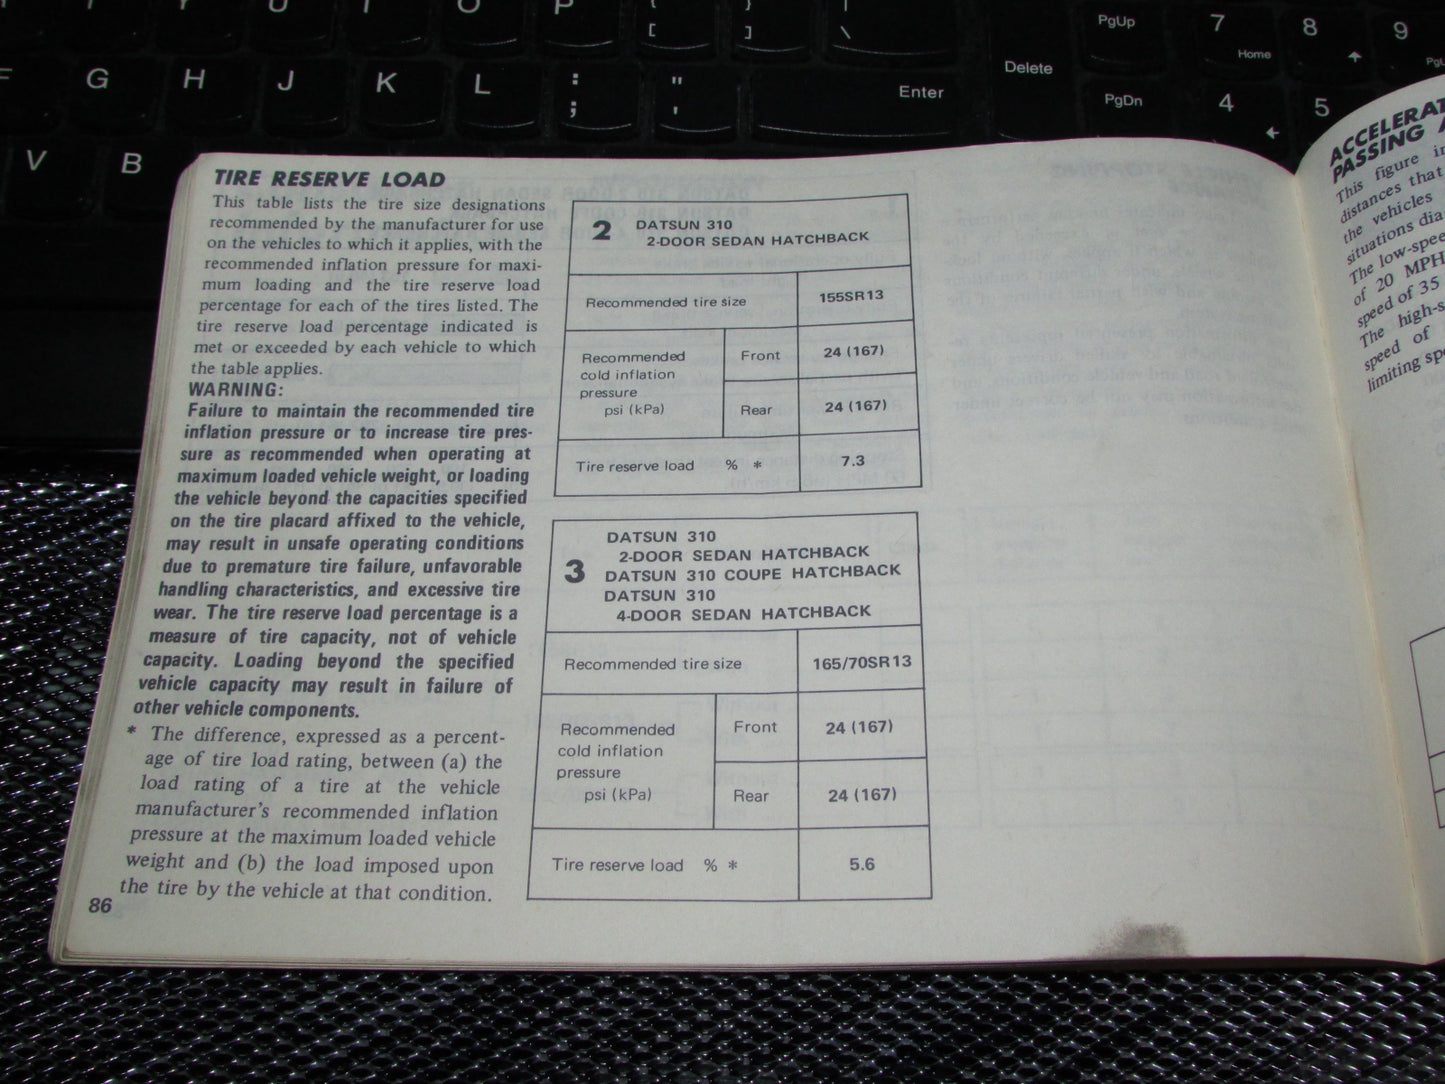 T
Y
U
I
O
P
{
[
}
]
|
\
Delete
PgUp
7
Home
8
9
F
G
H
J
K
L
:
;
"
'
Enter
PgDn
4
5
V
B
TIRE RESERVE LOAD
This table lists the tire size designations
recommended by the manufacturer for use
on the vehicles to which it applies, with the
recommended inflation pressure for maxi-
mum loading and the tire reserve load
percentage for each of the tires listed. The
tire reserve load percentage indicated is
met or exceeded by each vehicle to which
the table applies.
WARNING:
Failure to maintain the recommended tire
inflation pressure or to increase tire pres-
sure as recommended when operating at
maximum loaded vehicle weight, or loading
the vehicle beyond the capacities specified
on the tire placard affixed to the vehicle,
may result in unsafe operating conditions
due to premature tire failure, unfavorable
handling characteristics, and excessive tire
wear. The tire reserve load percentage is a
measure of tire capacity, not of vehicle
capacity. Loading beyond the specified
vehicle capacity may result in failure of
other vehicle components.
* The difference, expressed as a percent-
age of tire load rating, between (a) the
load rating of a tire at the vehicle
manufacturer's recommended inflation
pressure at the maximum loaded vehicle
weight and (b) the load imposed upon
the tire by the vehicle at that condition.
86
2 DATSUN 310
2-DOOR SEDAN HATCHBACK
Recommended tire size 155SR13
Recommended
cold inflation
pressure
psi (kPa)
Front 24 (167)
Rear 24 (167)
Tire reserve load % * 7.3
3
DATSUN 310
2-DOOR SEDAN HATCHBACK
DATSUN 310 COUPE HATCHBACK
DATSUN 310
4-DOOR SEDAN HATCHBACK
Recommended tire size 165/70SR13
Recommended
cold inflation
pressure
psi (kPa)
Front 24 (167)
Rear 24 (167)
Tire reserve load % * 5.6
PASSING
This figure
distances that
the vehicles
situations
The low-speed
of 20 MPH
speed of 35
The
speed of
limiting